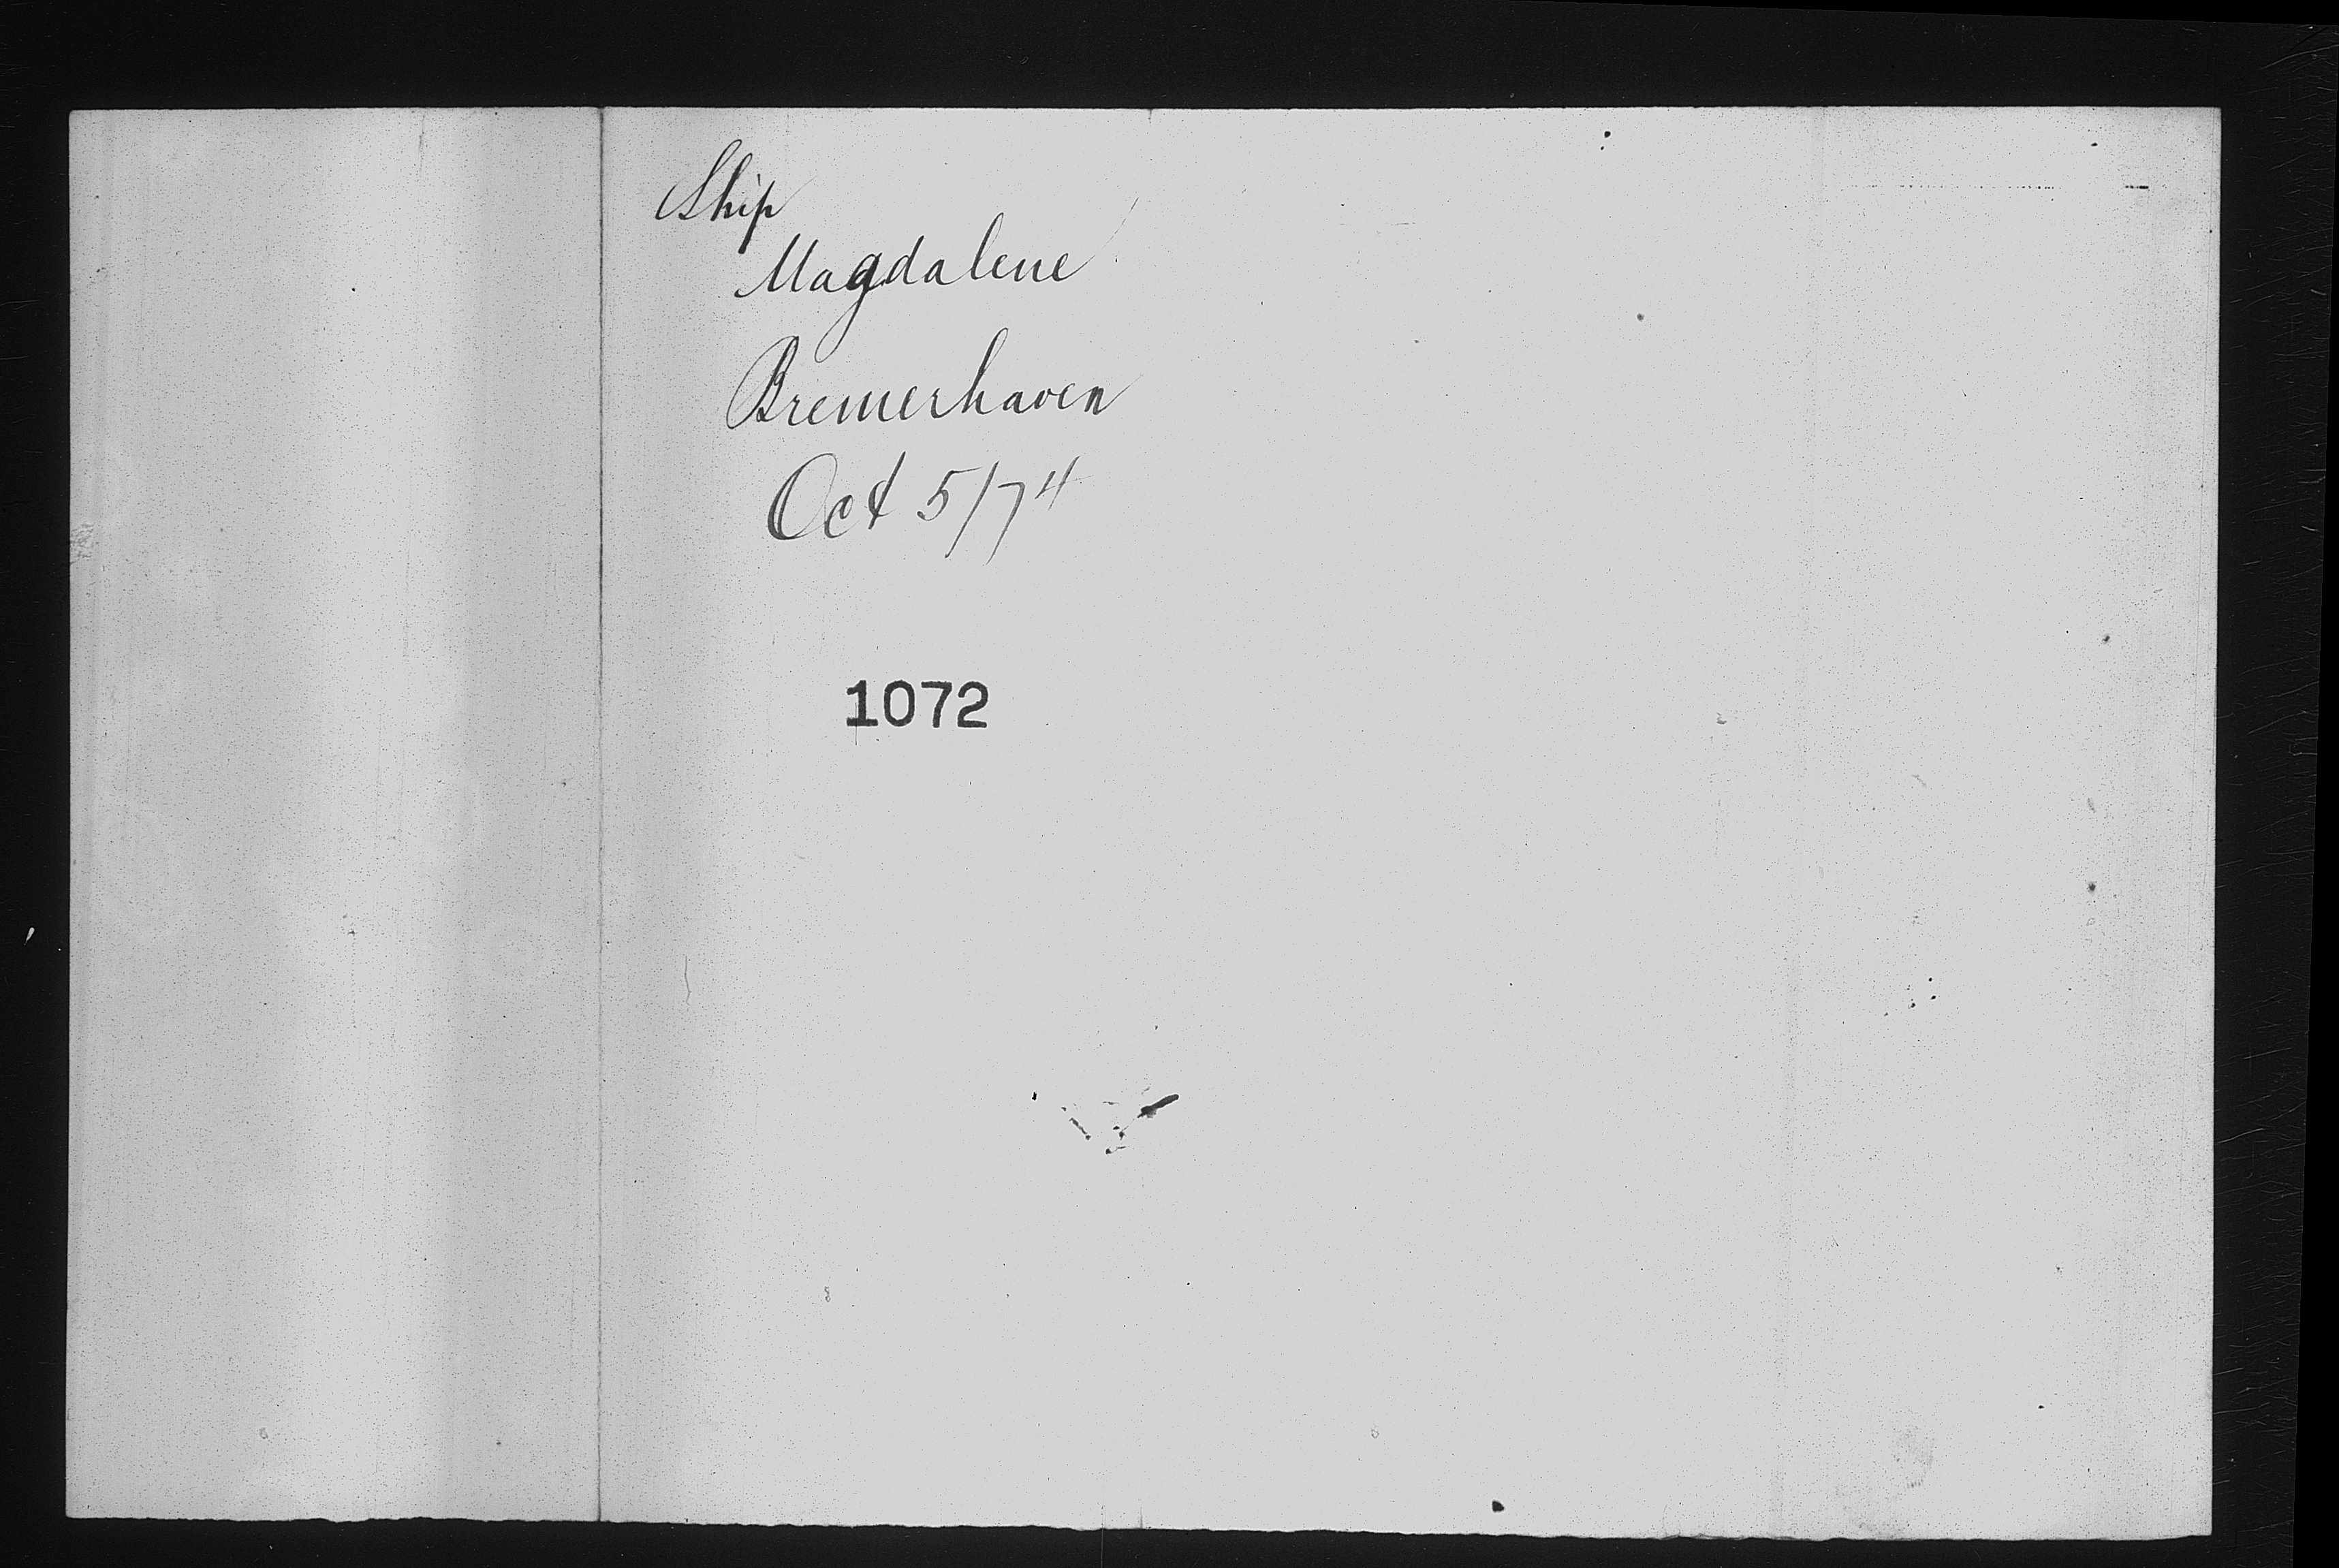 Ship
Magdalene
Bremerhaven
Oct 5/74
1072